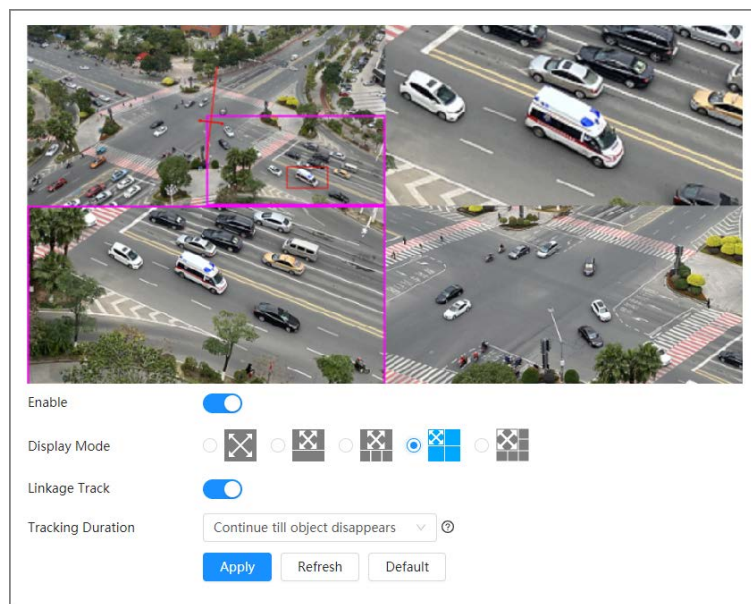 Enable
Display Mode
Linkage Track
Tracking Duration Continue till object disappears
Apply Refresh Default